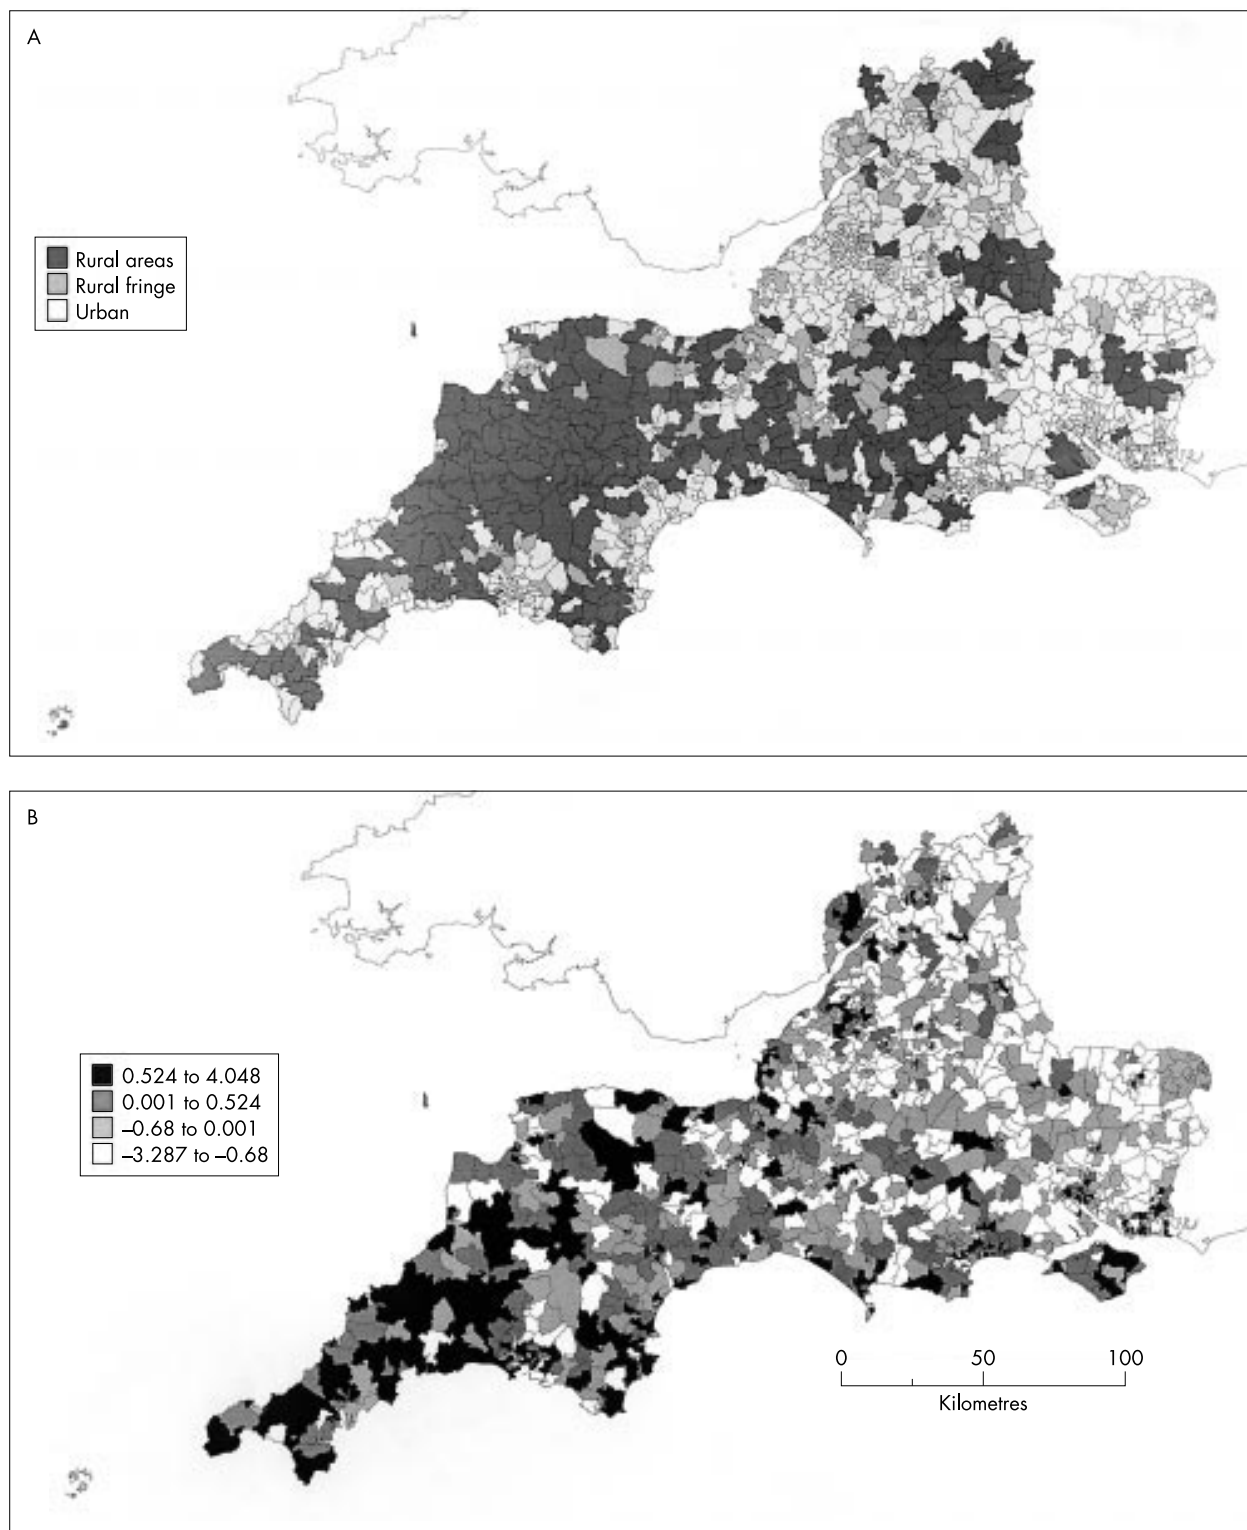 A
Rural areas
Rural fringe
Urban
B
0.524 to 4.048
0.001 to 0.524
–0.68 to 0.001
–3.287 to –0.68
0 50 100
Kilometres